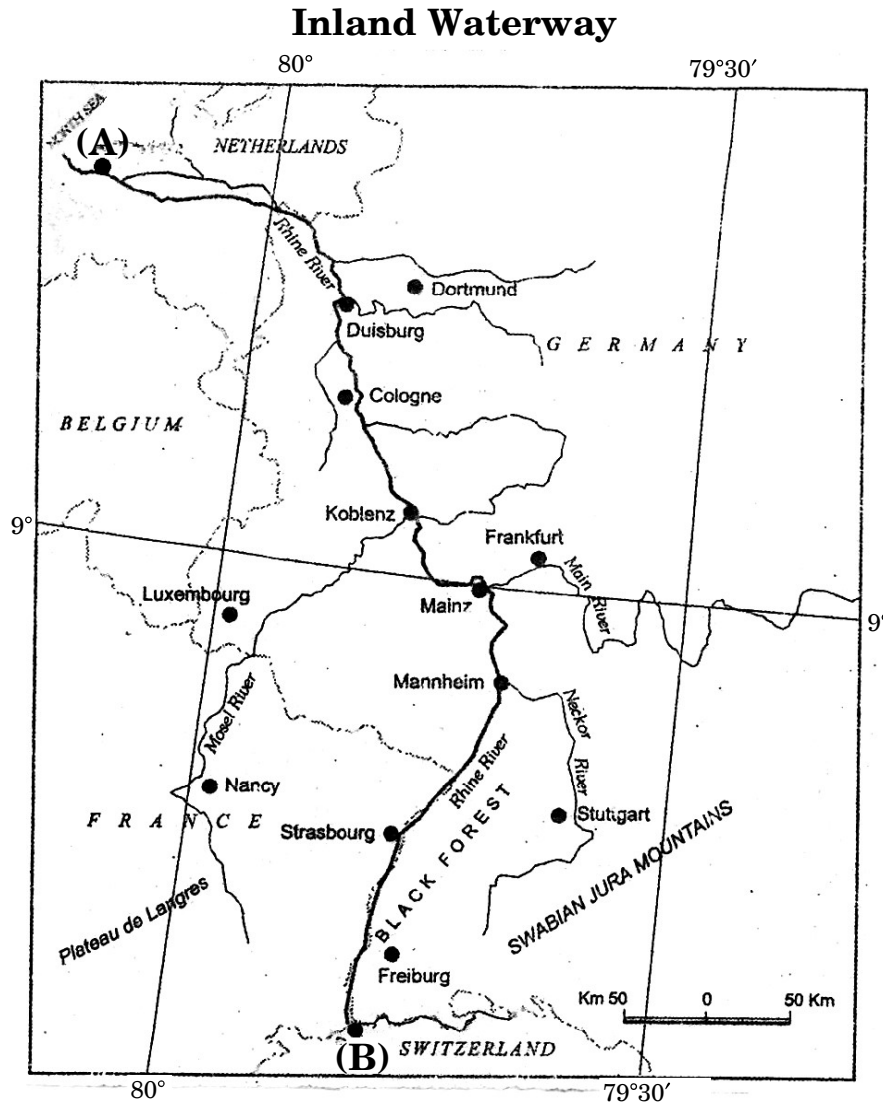 Inland Waterway
80° 79°30′
NORTH SEA
(A)
NETHERLANDS
Rhine River
Dortmund
Duisburg
G E R M A N Y
Cologne
BELGIUM
Koblenz
9°
Frankfurt
Main River
Luxembourg
Mainz
9°
Mannheim
Mosel River
Neckor River
Rhine River
Nancy
Stuttgart
F R A N C E
Strasbourg
BLACK FOREST
SWABIAN JURA MOUNTAINS
Plateau de Langres
Freiburg
Km 50 0 50 Km
(B)
SWITZERLAND
80° 79°30′